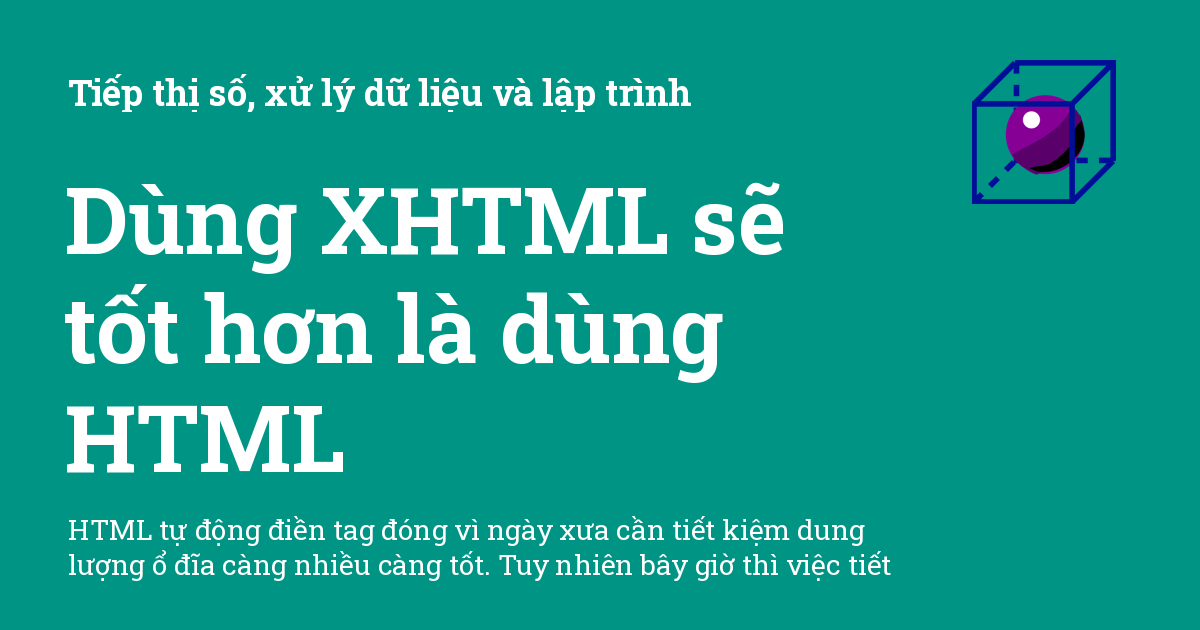 Tiếp thị số, xử lý dữ liệu và lập trình
Dùng XHTML sẽ
tốt hơn là dùng
HTML
HTML tự động điền tag đóng vì ngày xưa cần tiết kiệm dung
lượng ổ đĩa càng nhiều càng tốt. Tuy nhiên bây giờ thì việc tiết